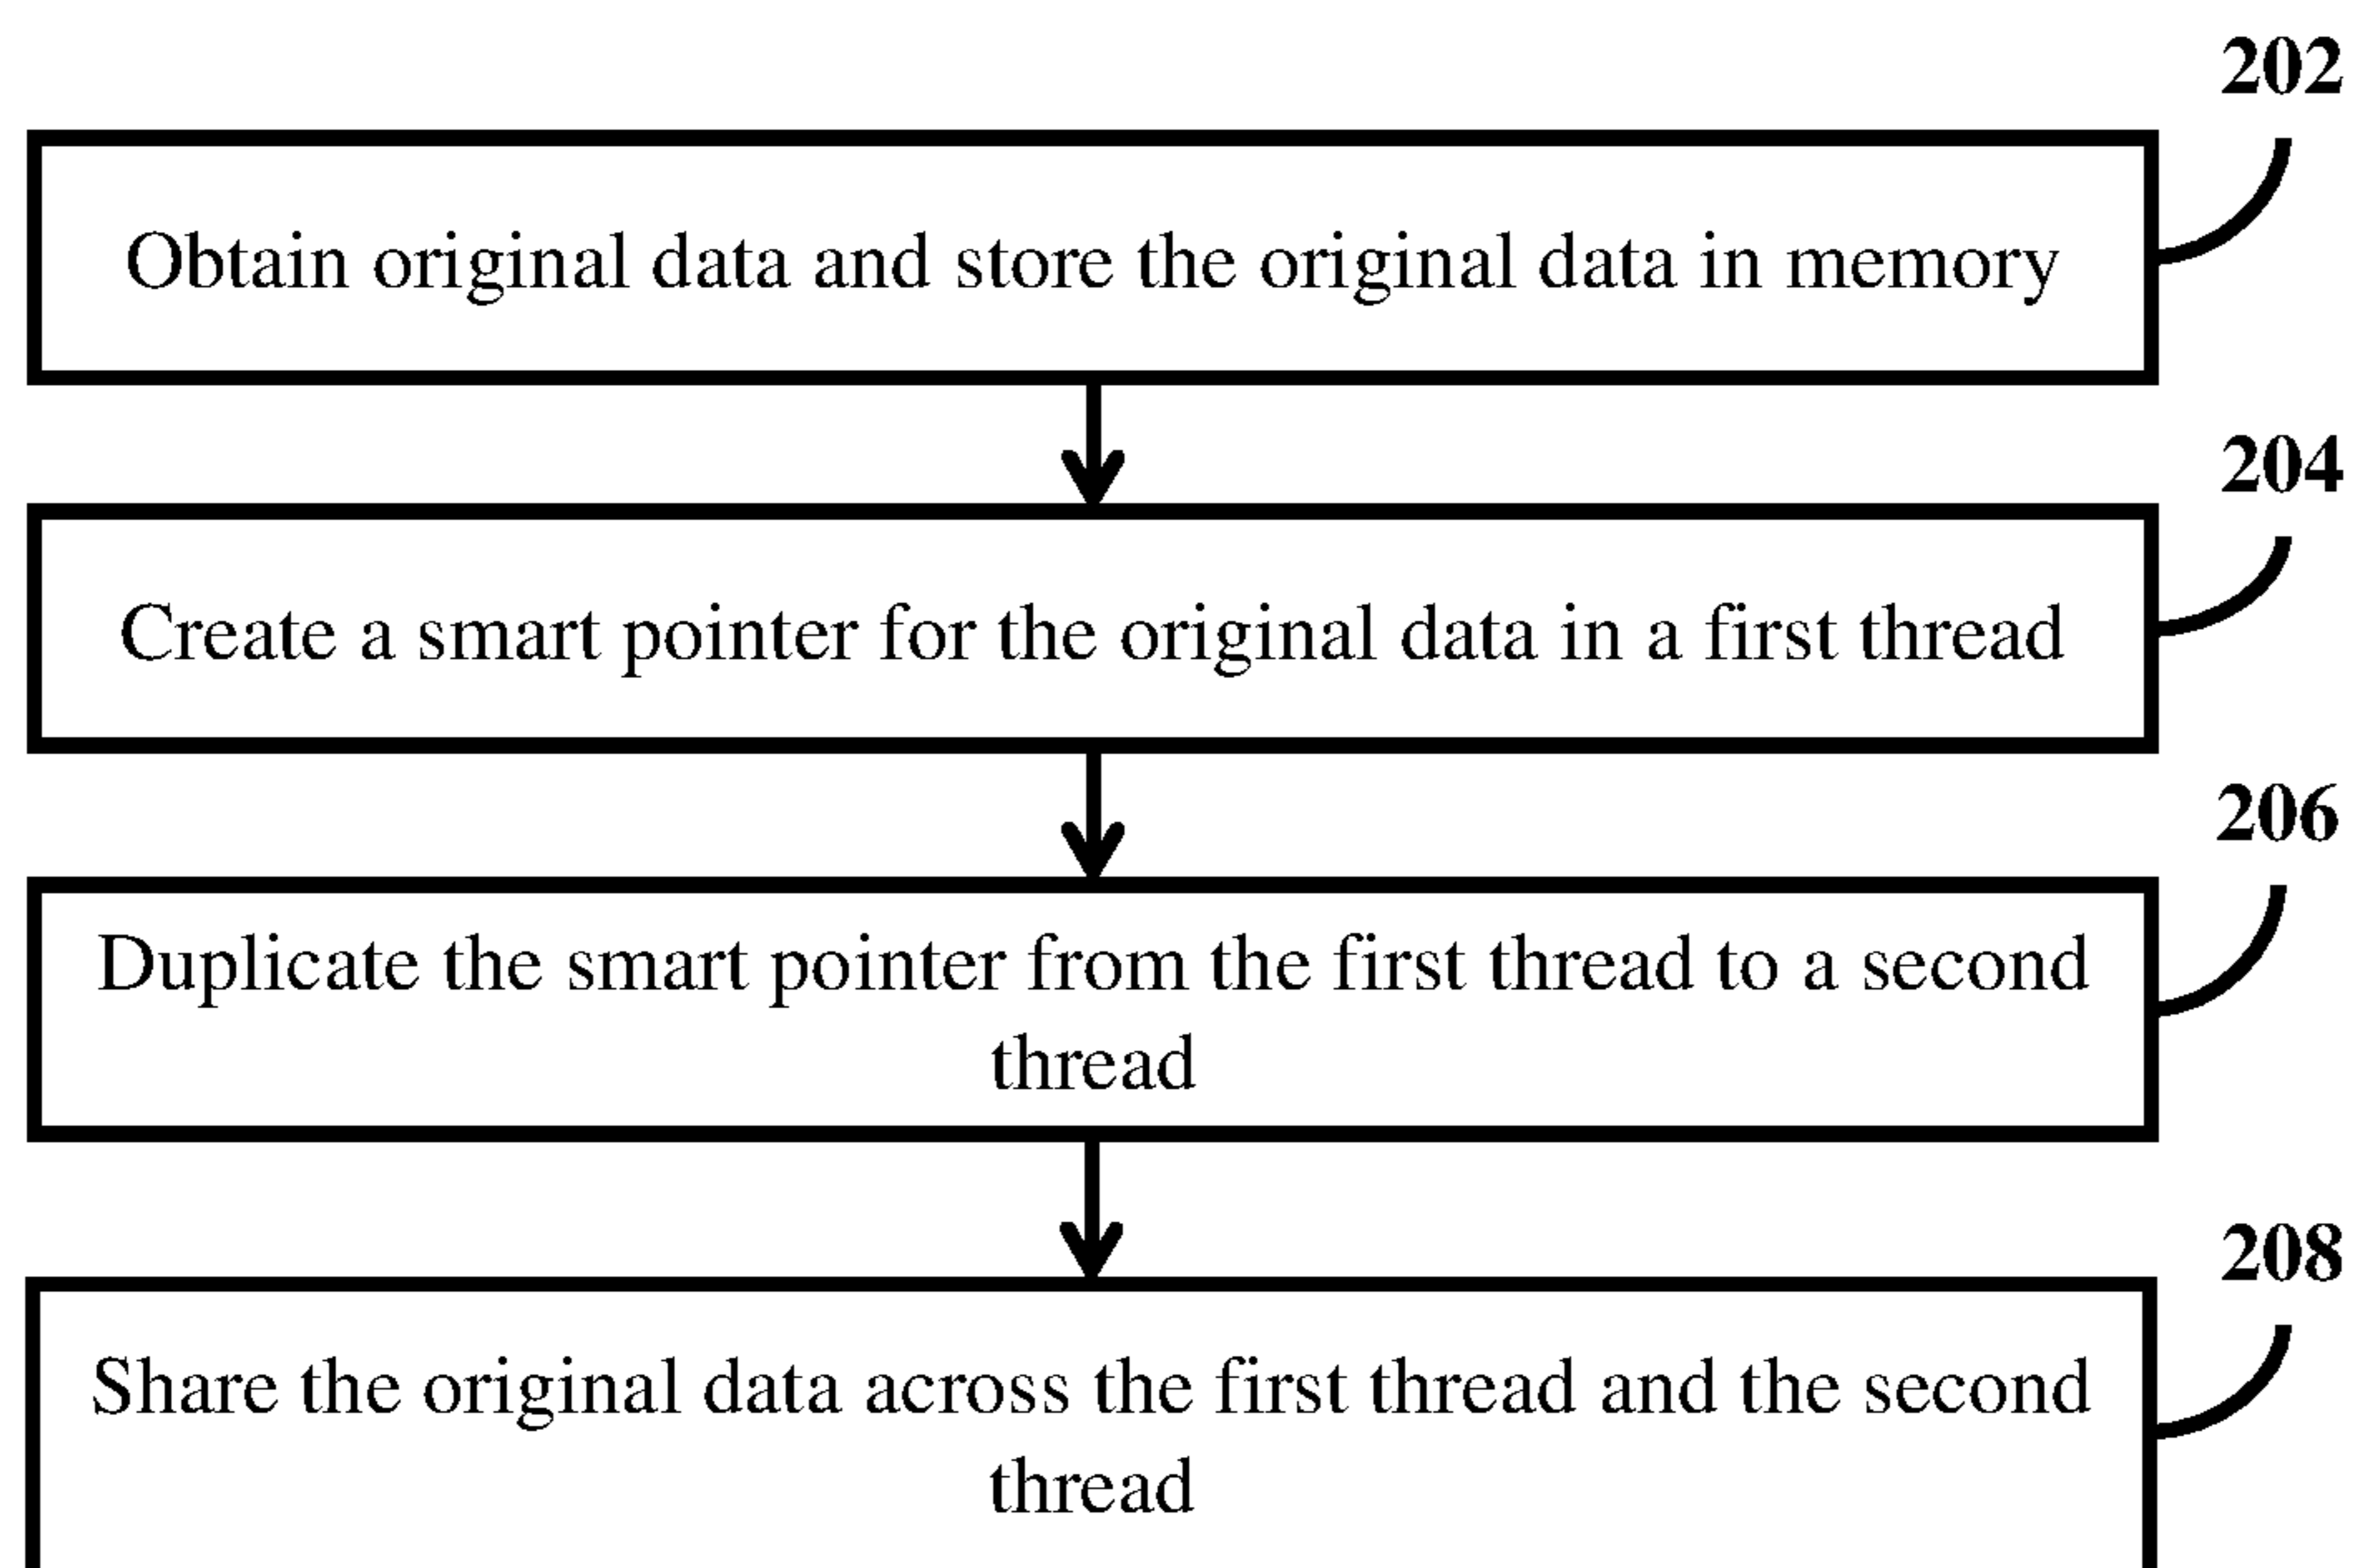 202
Obtain original data and store the original data in memory
204
Create a smart pointer for the original data in a first thread
206
Duplicate the smart pointer from the first thread to a second
thread
208
Share the original data across the first thread and the second
thread